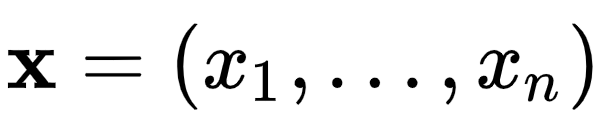 𝐱 = (x₁, . . . , xₙ)